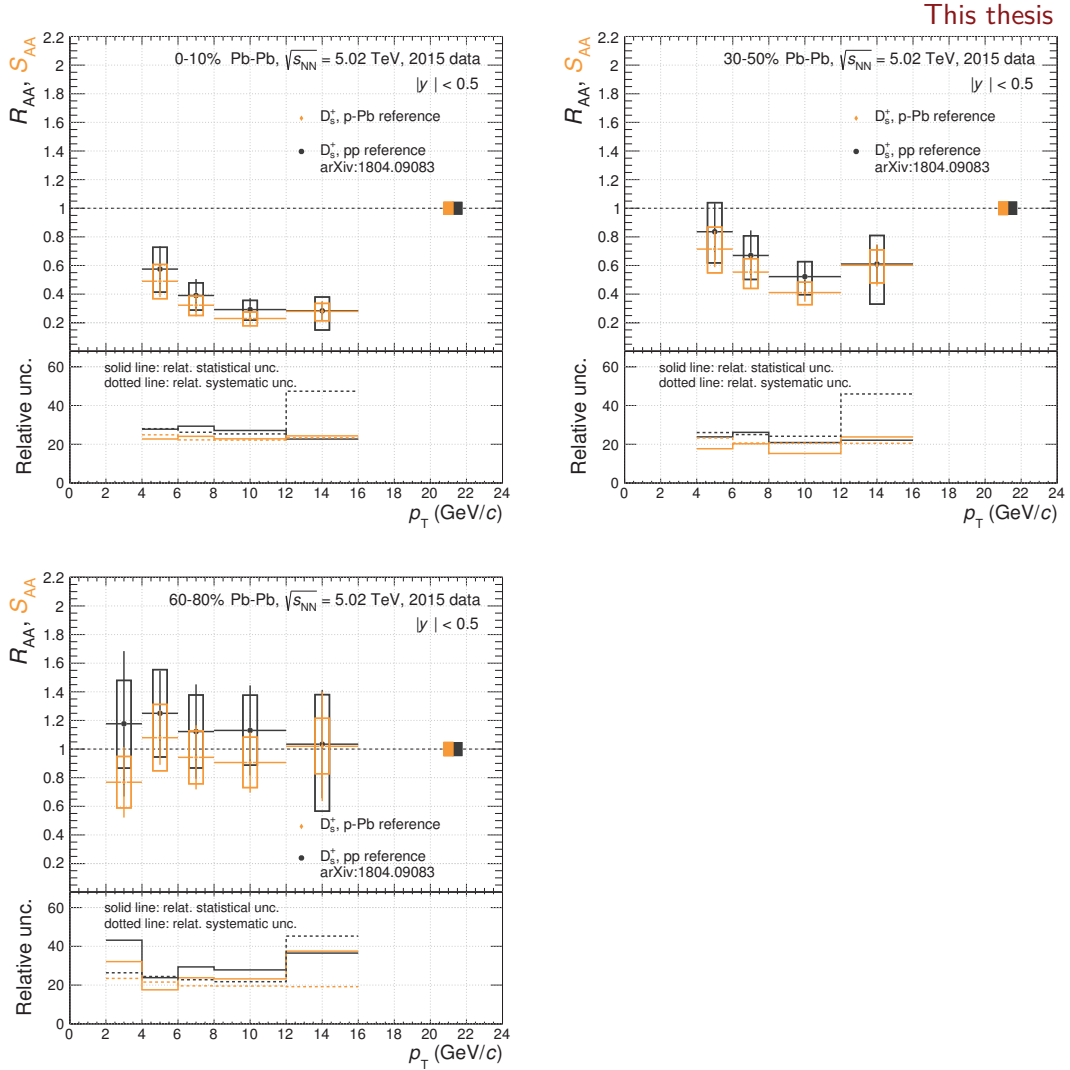 This thesis
R_AA, S_AA
2.2
2
1.8
1.6
1.4
1.2
1
0.8
0.6
0.4
0.2
0-10% Pb-Pb, √s_NN = 5.02 TeV, 2015 data
|y| < 0.5
D_s^+, p-Pb reference
D_s^+, pp reference
arXiv:1804.09083
Relative unc.
60
40
20
0
solid line: relat. statistical unc.
dotted line: relat. systematic unc.
0 2 4 6 8 10 12 14 16 18 20 22 24
p_T (GeV/c)
R_AA, S_AA
2.2
2
1.8
1.6
1.4
1.2
1
0.8
0.6
0.4
0.2
30-50% Pb-Pb, √s_NN = 5.02 TeV, 2015 data
|y| < 0.5
D_s^+, p-Pb reference
D_s^+, pp reference
arXiv:1804.09083
Relative unc.
60
40
20
0
solid line: relat. statistical unc.
dotted line: relat. systematic unc.
0 2 4 6 8 10 12 14 16 18 20 22 24
p_T (GeV/c)
R_AA, S_AA
2.2
2
1.8
1.6
1.4
1.2
1
0.8
0.6
0.4
0.2
60-80% Pb-Pb, √s_NN = 5.02 TeV, 2015 data
|y| < 0.5
D_s^+, p-Pb reference
D_s^+, pp reference
arXiv:1804.09083
Relative unc.
60
40
20
0
solid line: relat. statistical unc.
dotted line: relat. systematic unc.
0 2 4 6 8 10 12 14 16 18 20 22 24
p_T (GeV/c)